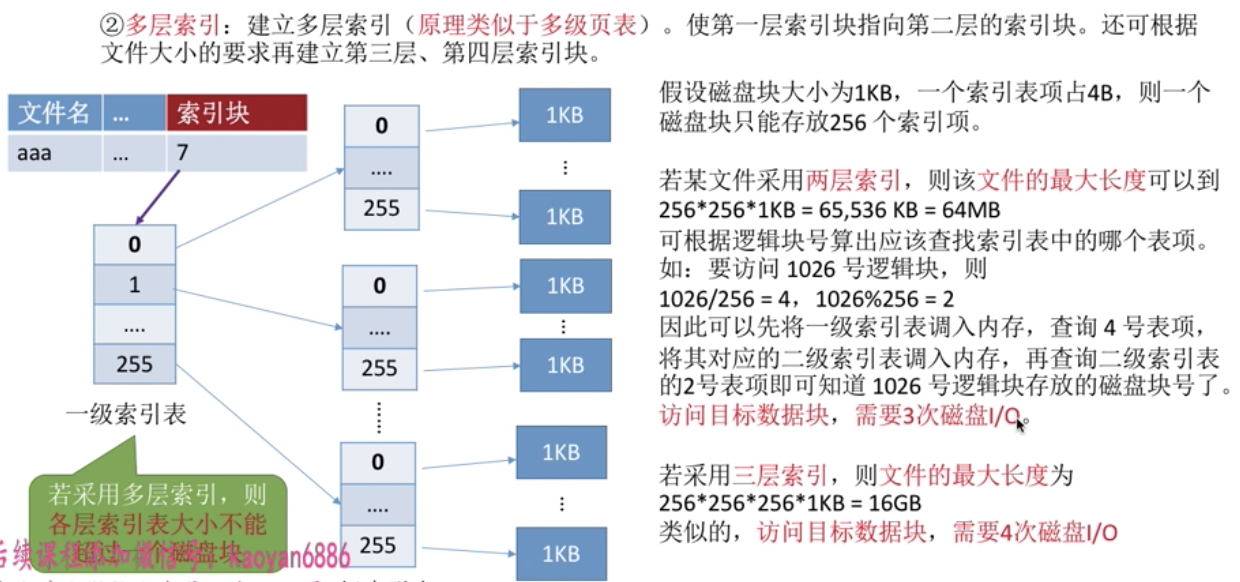 ②多层索引：建立多层索引（原理类似于多级页表）。使第一层索引块指向第二层的索引块。还可根据
文件大小的要求再建立第三层、第四层索引块。
文件名 ... 索引块
aaa ... 7
0
1
....
255
一级索引表
若采用多层索引，则
各层索引表大小不能
超过一个磁盘块
0
....
255
0
....
255
0
....
255
1KB
1KB
1KB
1KB
1KB
1KB
假设磁盘块大小为1KB，一个索引表项占4B，则一个
磁盘块只能存放256 个索引项。
若某文件采用两层索引，则该文件的最大长度可以到
256*256*1KB = 65,536 KB = 64MB
可根据逻辑块号算出应该查找索引表中的哪个表项。
如：要访问 1026 号逻辑块，则
1026/256 = 4，1026%256 = 2
因此可以先将一级索引表调入内存，查询 4 号表项，
将其对应的二级索引表调入内存，再查询二级索引表
的2号表项即可知道 1026 号逻辑块存放的磁盘块号了。
访问目标数据块，需要3次磁盘I/O。
若采用三层索引，则文件的最大长度为
256*256*256*1KB = 16GB
类似的，访问目标数据块，需要4次磁盘I/O
后续课程添加微信号：kaoyan6886